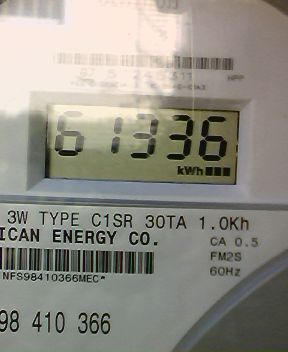 61336
kWh
3W TYPE C1SR 30TA 1.0Kh
ICAN ENERGY CO.
CA 0.5
FM2S
60Hz
NFS98410366MEC*
98 410 366